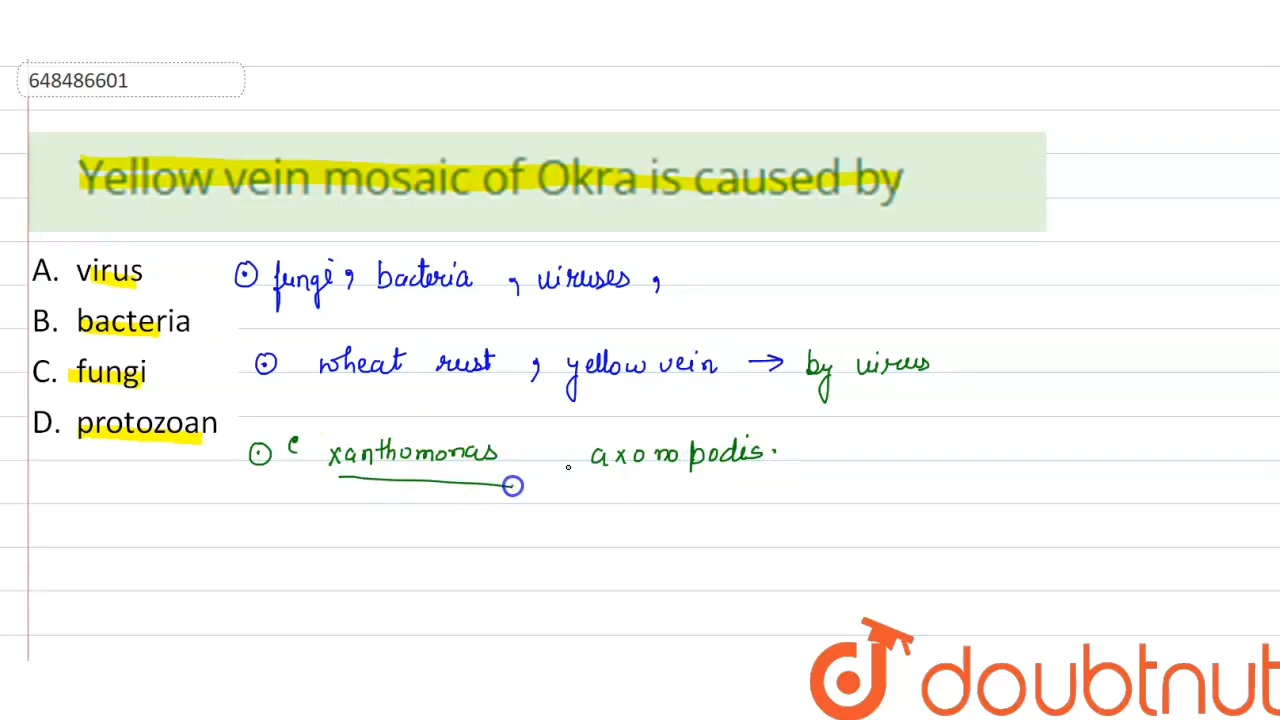 648486601
Yellow vein mosaic of Okra is caused by
A. virus
B. bacteria
C. fungi
D. protozoan
fungi, bacteria, viruses,
wheat rust, yellow vein → by virus
c xanthomonas . axonopodis.
doubtnut